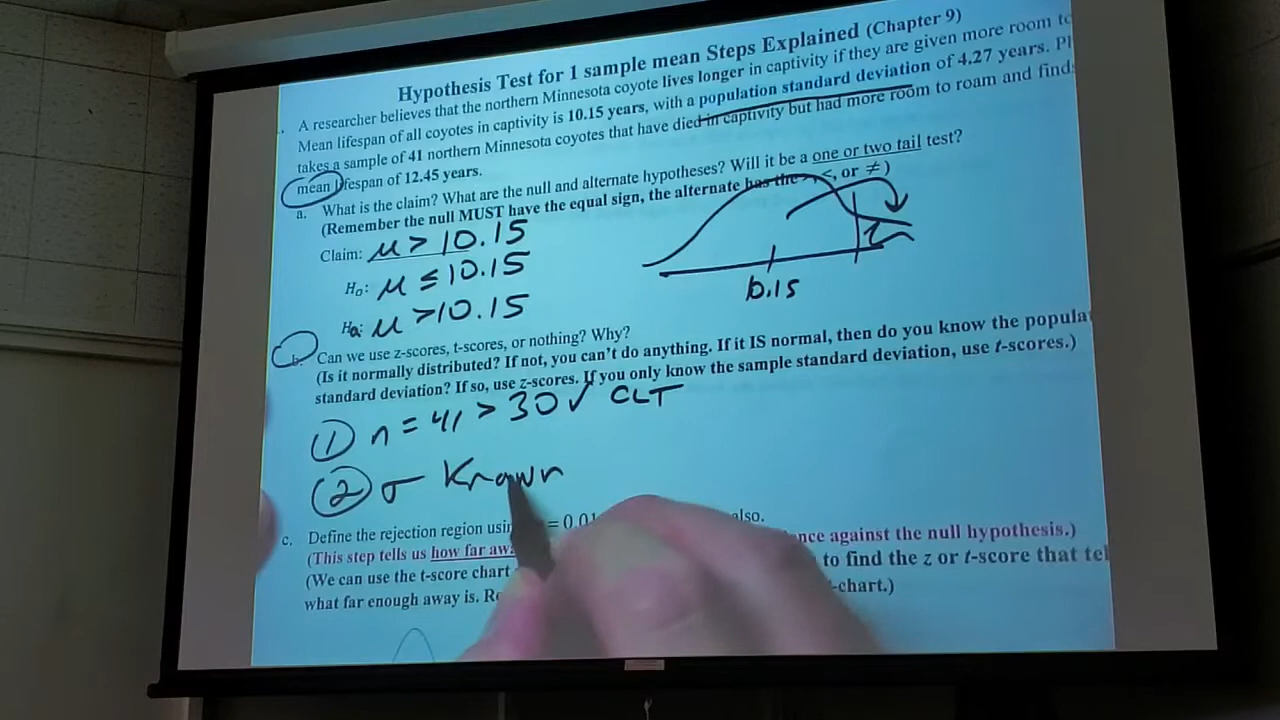 Hypothesis Test for 1 sample mean Steps Explained (Chapter 9)
A researcher believes that the northern Minnesota coyote lives longer in captivity if they are given more room to
Mean lifespan of all coyotes in captivity is 10.15 years, with a population standard deviation of 4.27 years.
takes a sample of 41 northern Minnesota coyotes that have died in captivity but had more room to roam and find
mean lifespan of 12.45 years.
a. What is the claim? What are the null and alternate hypotheses? Will it be a one or two tail test?
(Remember the null MUST have the equal sign, the alternate has the >, <, or ≠)
Claim: μ > 10.15
H₀: μ ≤ 10.15
Hₐ: μ > 10.15
10.15
b. Can we use z-scores, t-scores, or nothing? Why?
(Is it normally distributed? If not, you can't do anything. If it IS normal, then do you know the popula
standard deviation? If so, use z-scores. If you only know the sample standard deviation, use t-scores.)
① n = 41 > 30 ✓ CLT
② σ Known
c. Define the rejection region usin = 0.01 also.
(This step tells us how far aw nce against the null hypothesis.)
(We can use the t-score chart to find the z or t-score that tel
what far enough away is. -chart.)